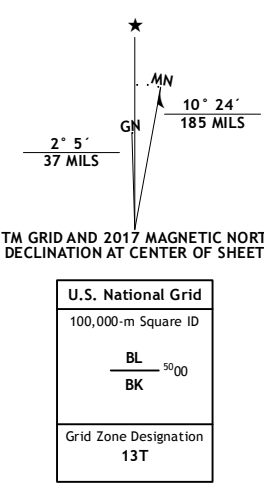 ★
MN
10° 24´
185 MILS
GN
2° 5´
37 MILS
TM GRID AND 2017 MAGNETIC NORT
DECLINATION AT CENTER OF SHEET
U.S. National Grid
100,000-m Square ID
BL
5000
BK
Grid Zone Designation
13T